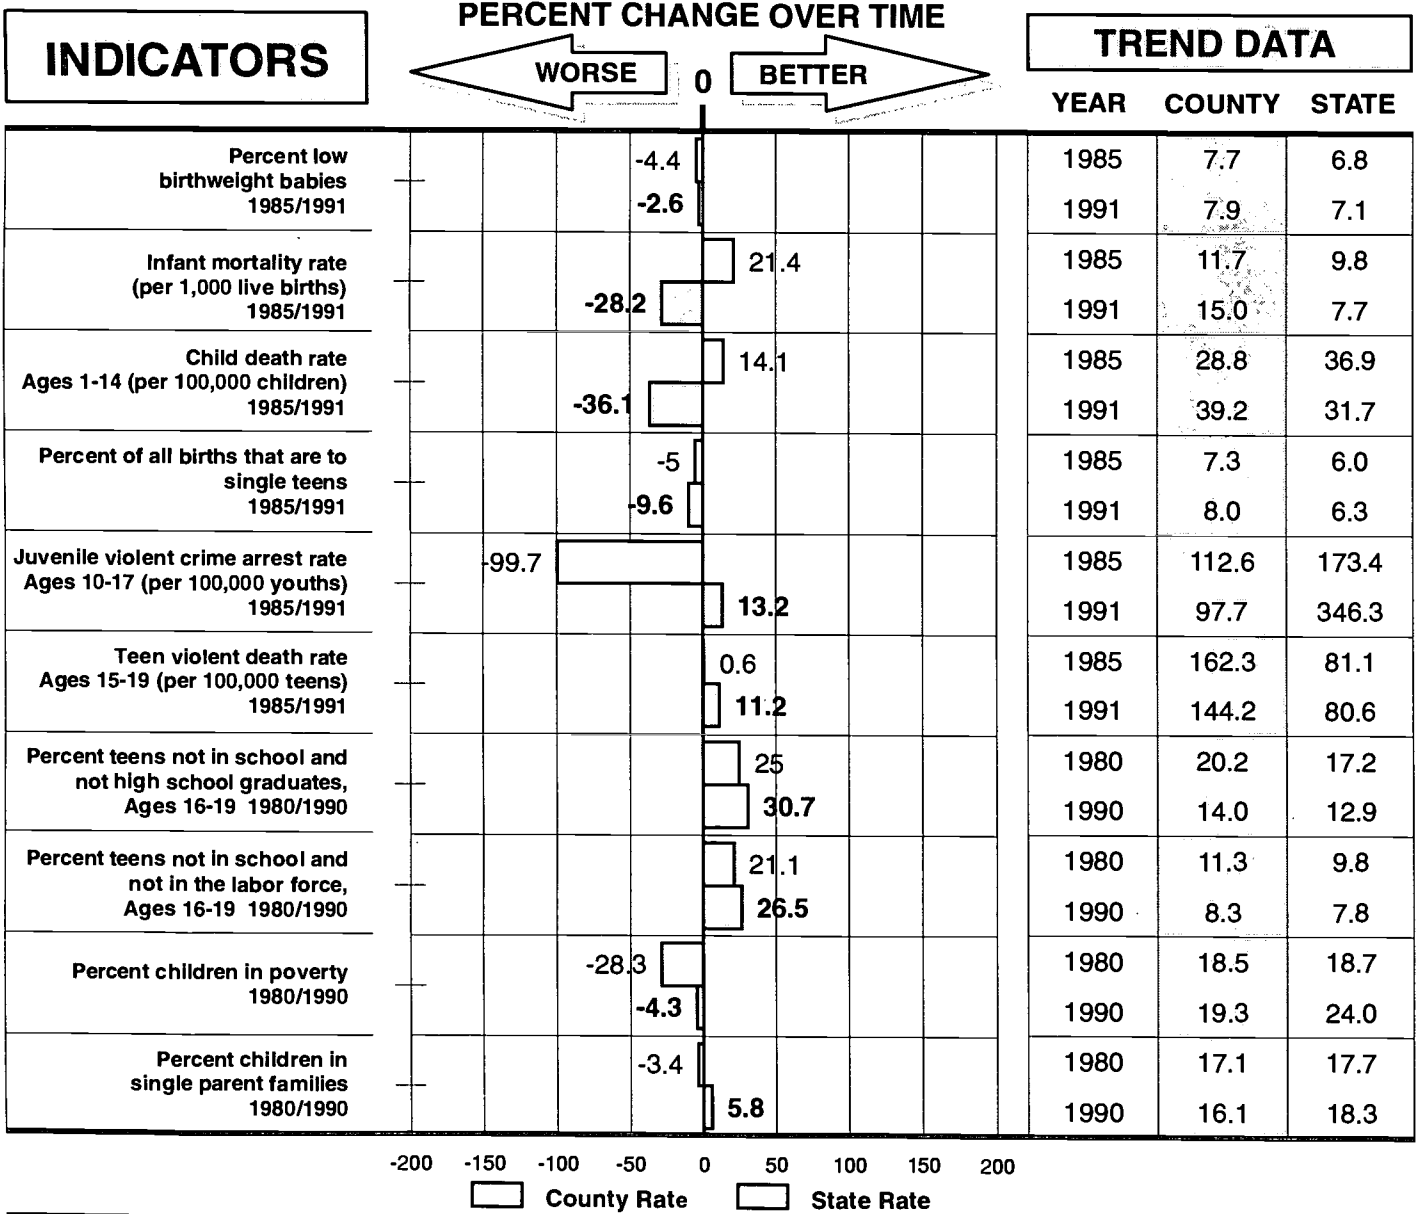 PERCENT CHANGE OVER TIME
INDICATORS
WORSE
0
BETTER
TREND DATA
YEAR COUNTY STATE
Percent low
birthweight babies
1985/1991
-4.4
-2.6
1985 7.7 6.8
1991 7.9 7.1
Infant mortality rate
(per 1,000 live births)
1985/1991
21.4
-28.2
1985 11.7 9.8
1991 15.0 7.7
Child death rate
Ages 1-14 (per 100,000 children)
1985/1991
14.1
-36.1
1985 28.8 36.9
1991 39.2 31.7
Percent of all births that are to
single teens
1985/1991
-5
-9.6
1985 7.3 6.0
1991 8.0 6.3
Juvenile violent crime arrest rate
Ages 10-17 (per 100,000 youths)
1985/1991
-99.7
13.2
1985 112.6 173.4
1991 97.7 346.3
Teen violent death rate
Ages 15-19 (per 100,000 teens)
1985/1991
0.6
11.2
1985 162.3 81.1
1991 144.2 80.6
Percent teens not in school and
not high school graduates,
Ages 16-19 1980/1990
25
30.7
1980 20.2 17.2
1990 14.0 12.9
Percent teens not in school and
not in the labor force,
Ages 16-19 1980/1990
21.1
26.5
1980 11.3 9.8
1990 8.3 7.8
Percent children in poverty
1980/1990
-28.3
-4.3
1980 18.5 18.7
1990 19.3 24.0
Percent children in
single parent families
1980/1990
-3.4
5.8
1980 17.1 17.7
1990 16.1 18.3
-200 -150 -100 -50 0 50 100 150 200
County Rate State Rate